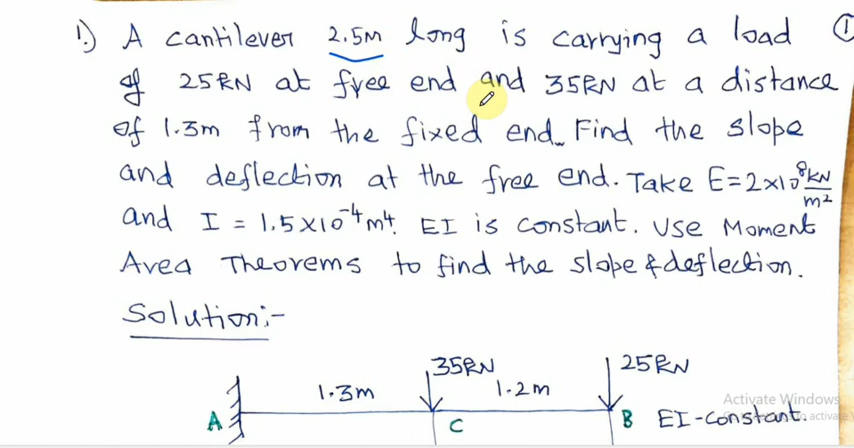 1.) A cantilever 2.5m long is carrying a load ①
of 25KN at free end and 35KN at a distance
of 1.3m from the fixed end. Find the slope
and deflection at the free end. Take E=2×10⁸ KN/m²
and I = 1.5×10⁻⁴m⁴. EI is constant. Use Moment
Area Theorems to find the slope & deflection.
Solution:-
35KN 25KN
1.3m 1.2m
A C B EI-constant.
Activate Windows